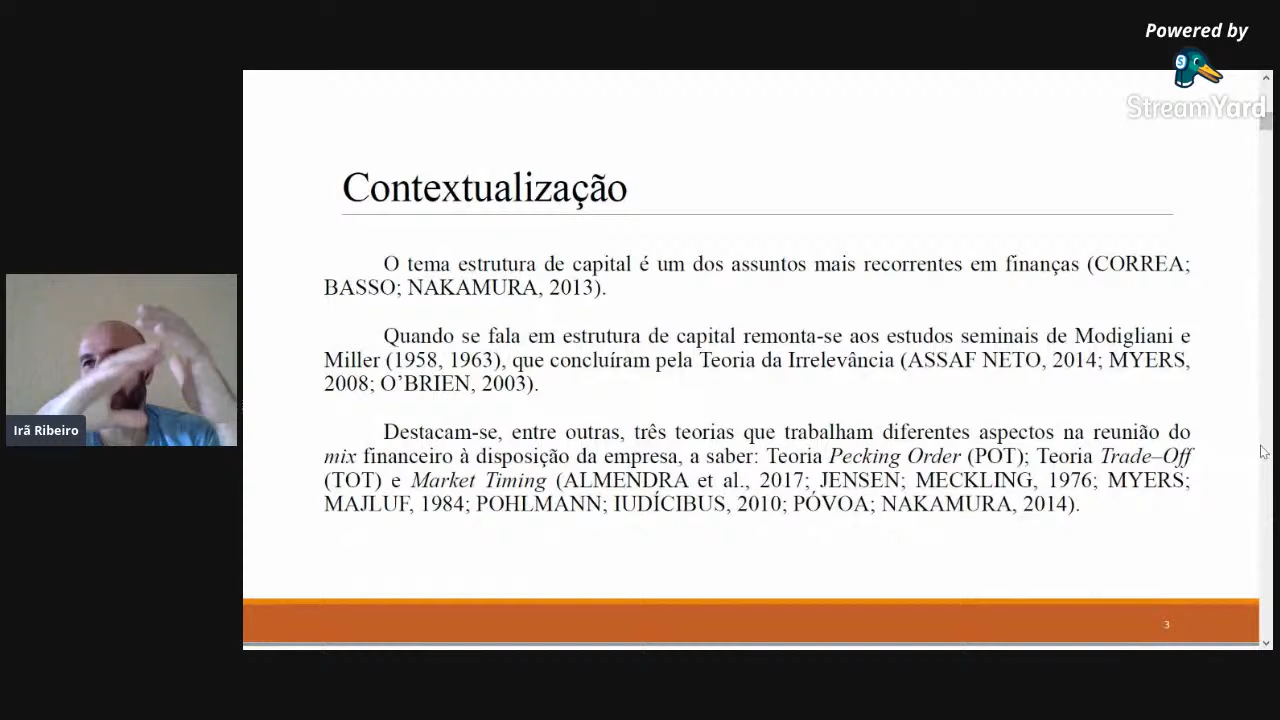 Powered by
StreamYard
Contextualização
O tema estrutura de capital é um dos assuntos mais recorrentes em finanças (CORREA;
BASSO; NAKAMURA, 2013).
Quando se fala em estrutura de capital remonta-se aos estudos seminais de Modigliani e
Miller (1958, 1963), que concluíram pela Teoria da Irrelevância (ASSAF NETO, 2014; MYERS,
2008; O’BRIEN, 2003).
Destacam-se, entre outras, três teorias que trabalham diferentes aspectos na reunião do
mix financeiro à disposição da empresa, a saber: Teoria Pecking Order (POT); Teoria Trade–Off
(TOT) e Market Timing (ALMENDRA et al., 2017; JENSEN; MECKLING, 1976; MYERS;
MAJLUF, 1984; POHLMANN; IUDÍCIBUS, 2010; PÓVOA; NAKAMURA, 2014).
Irã Ribeiro
3